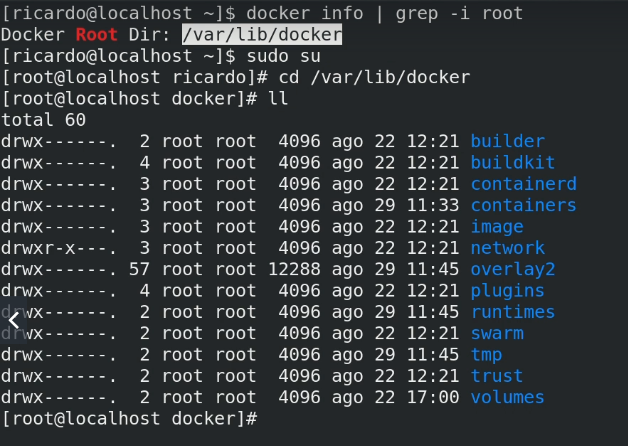 [ricardo@localhost ~]$ docker info | grep -i root
Docker Root Dir: /var/lib/docker
[ricardo@localhost ~]$ sudo su
[root@localhost ricardo]# cd /var/lib/docker
[root@localhost docker]# ll
total 60
drwx------.  2 root root  4096 ago 22 12:21 builder
drwx------.  4 root root  4096 ago 22 12:21 buildkit
drwx------.  3 root root  4096 ago 22 12:21 containerd
drwx------.  3 root root  4096 ago 29 11:33 containers
drwx------.  3 root root  4096 ago 22 12:21 image
drwxr-x---.  3 root root  4096 ago 22 12:21 network
drwx------. 57 root root 12288 ago 29 11:45 overlay2
drwx------.  4 root root  4096 ago 22 12:21 plugins
drwx------.  2 root root  4096 ago 29 11:45 runtimes
drwx------.  2 root root  4096 ago 22 12:21 swarm
drwx------.  2 root root  4096 ago 29 11:45 tmp
drwx------.  2 root root  4096 ago 22 12:21 trust
drwx------.  2 root root  4096 ago 22 17:00 volumes
[root@localhost docker]#